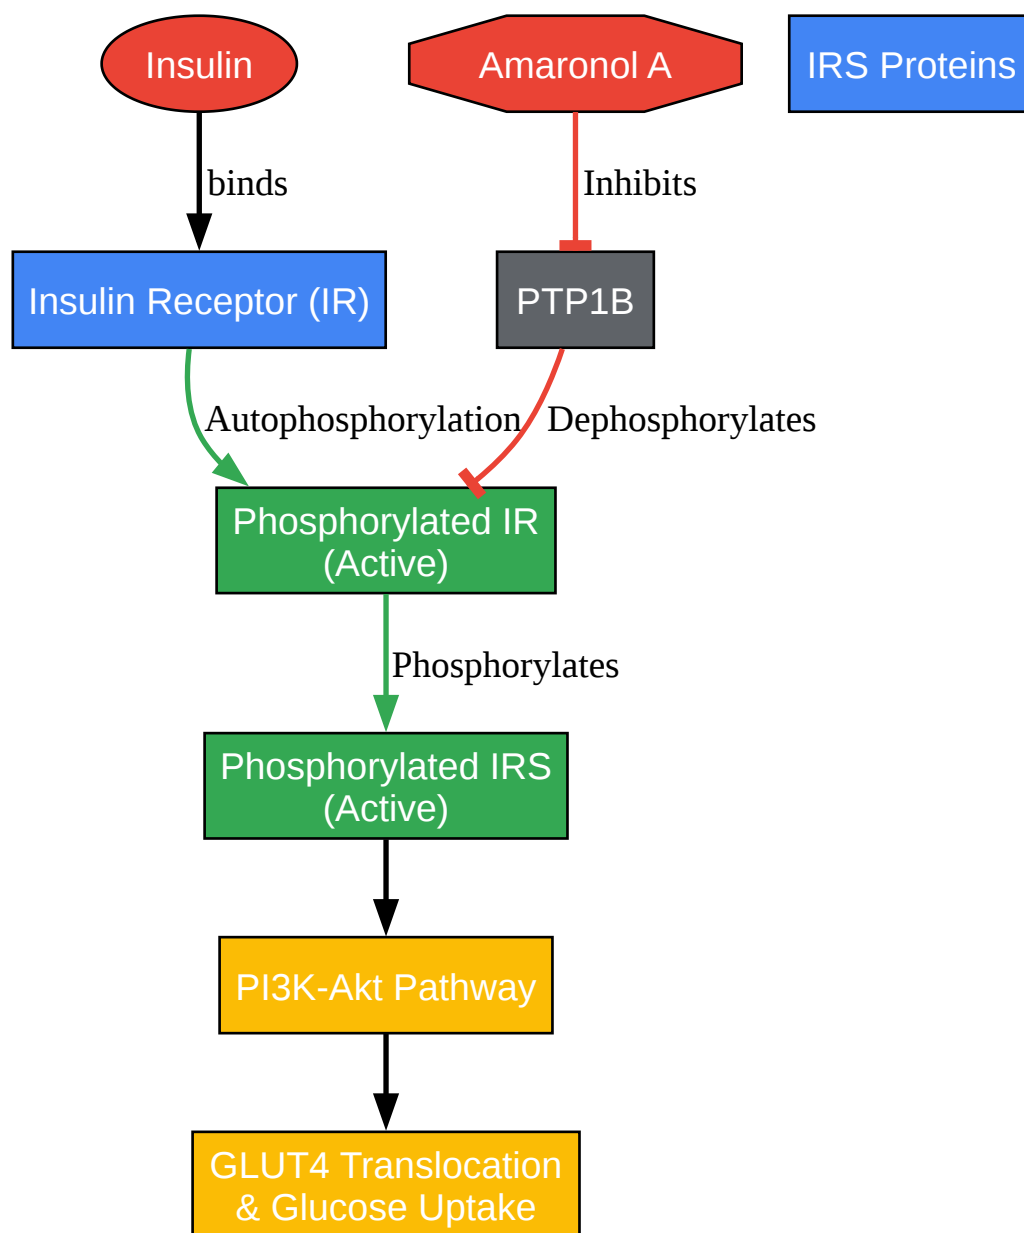 Insulin
Amaronol A
IRS Proteins
binds
Inhibits
Insulin Receptor (IR)
PTP1B
Autophosphorylation
Dephosphorylates
Phosphorylated IR
(Active)
Phosphorylates
Phosphorylated IRS
(Active)
PI3K-Akt Pathway
GLUT4 Translocation
& Glucose Uptake